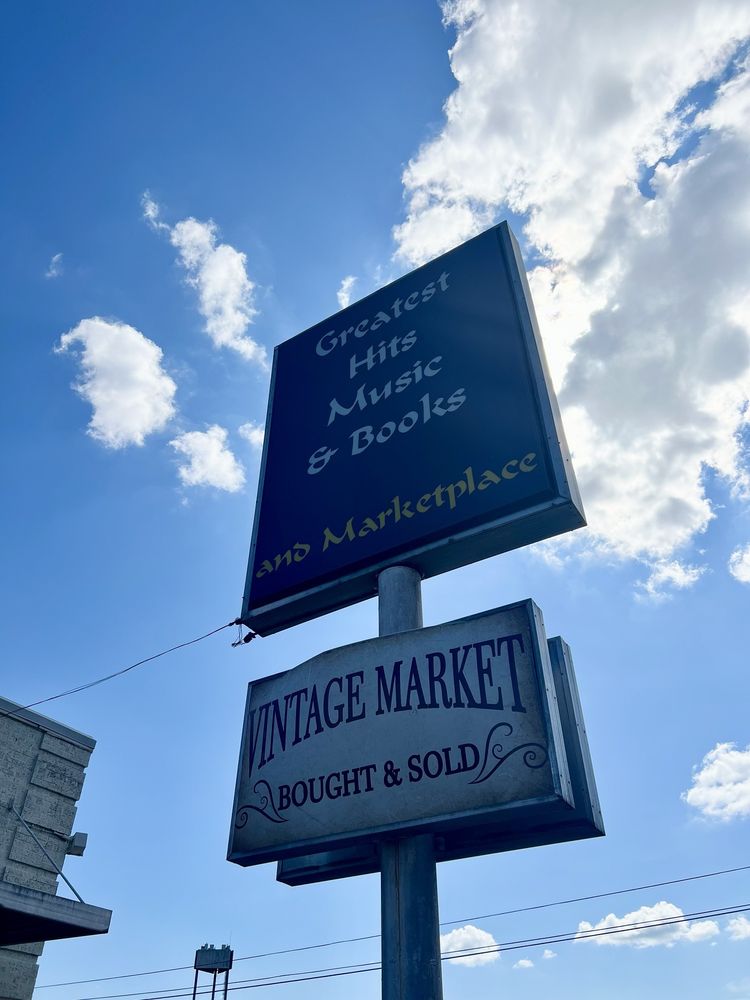 Greatest
Hits
Music
& Books
and Marketplace
VINTAGE MARKET
BOUGHT & SOLD